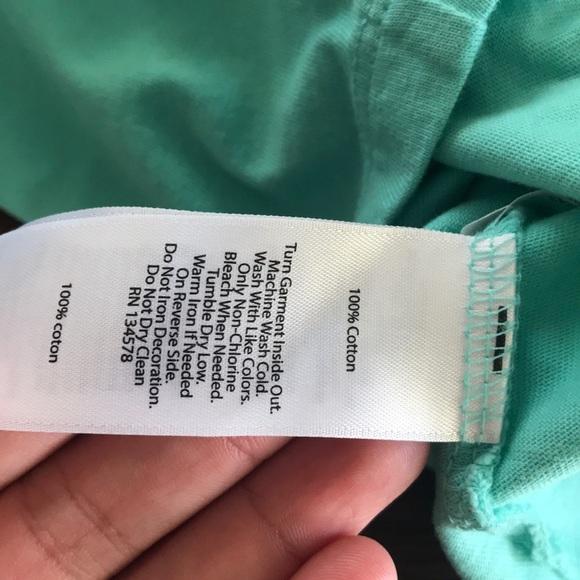 100% Cotton
Turn Garment Inside Out.
Machine Wash Cold.
Wash With Like Colors.
Only Non-Chlorine
Bleach When Needed.
Tumble Dry Low.
Warm Iron If Needed
On Reverse Side.
Do Not Iron Decoration.
Do Not Dry Clean
RN 134578
100% coton